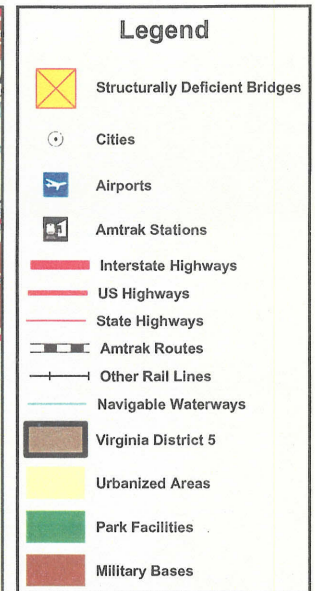 Legend
Structurally Deficient Bridges
Cities
Airports
Amtrak Stations
Interstate Highways
US Highways
State Highways
Amtrak Routes
Other Rail Lines
Navigable Waterways
Virginia District 5
Urbanized Areas
Park Facilities
Military Bases